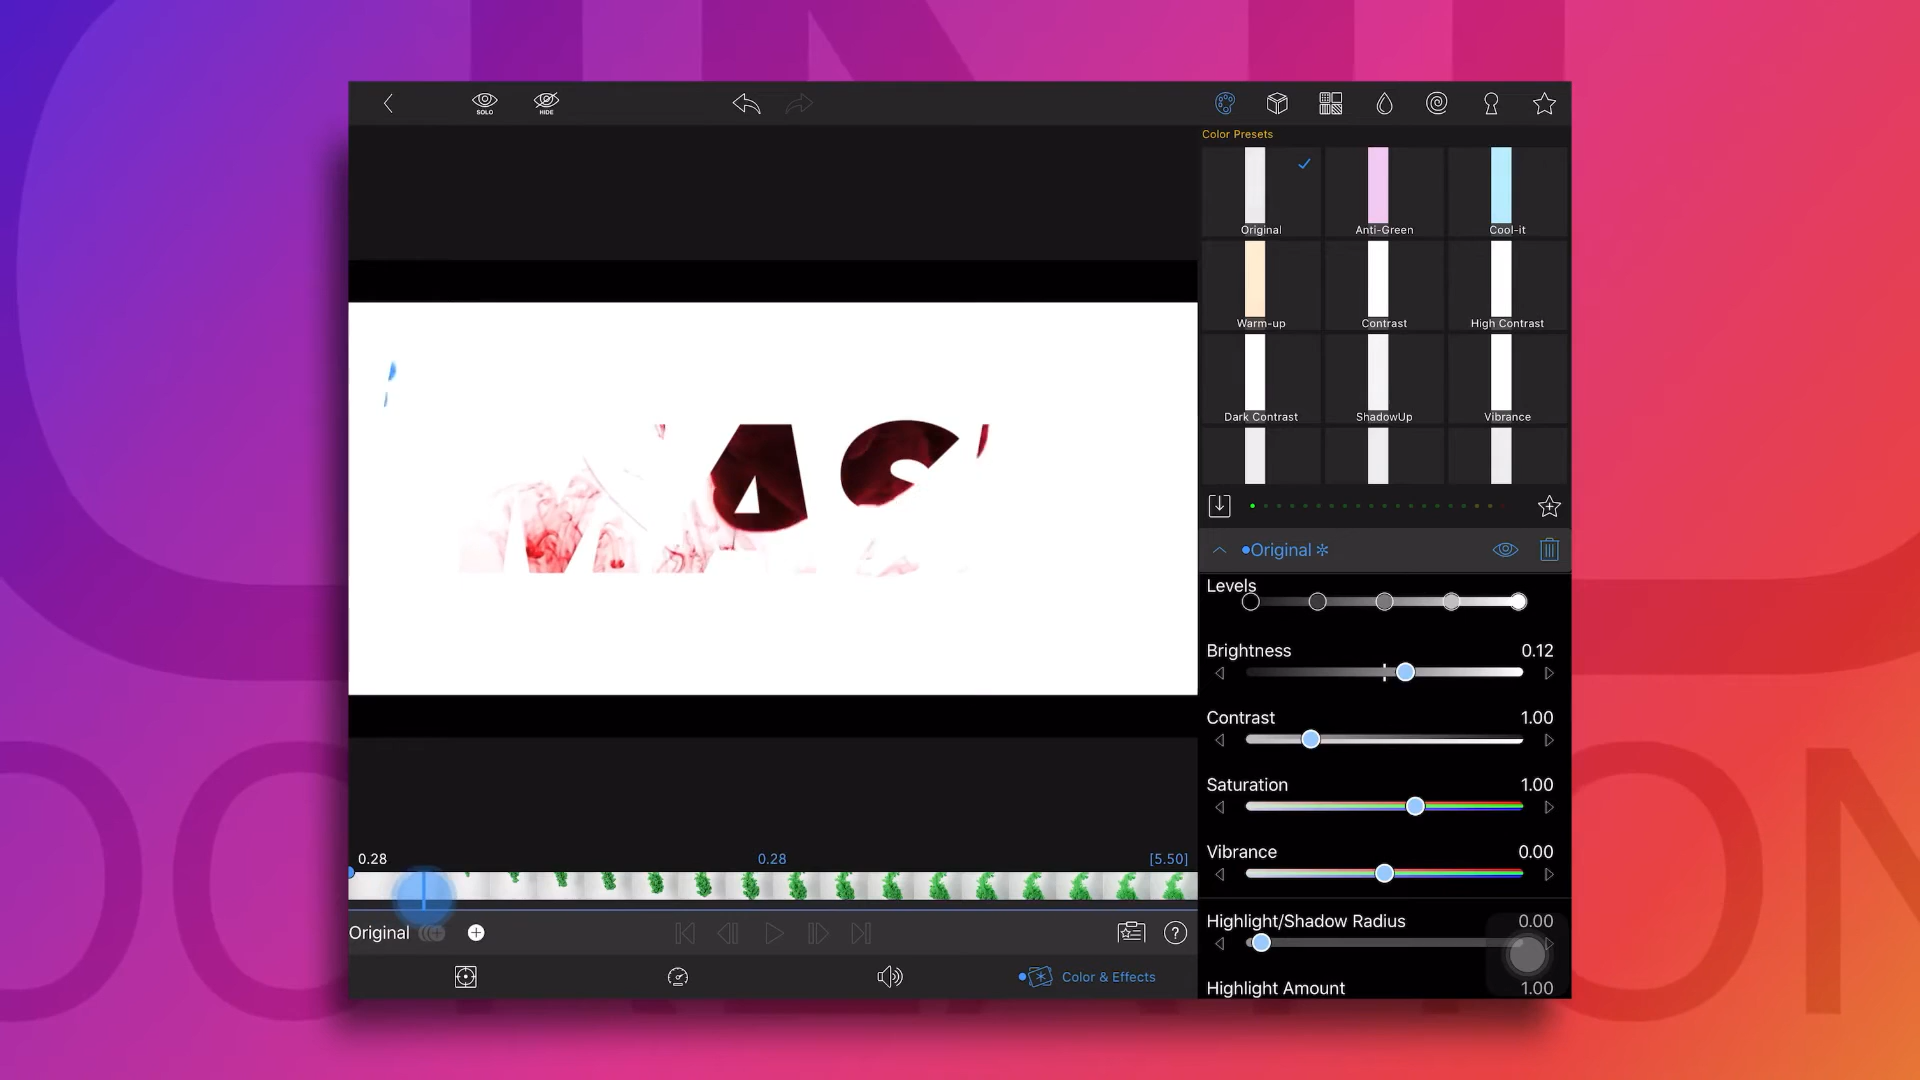 SOLO
HIDE
Color Presets
Original
Anti-Green
Cool-it
Warm-up
Contrast
High Contrast
Dark Contrast
ShadowUp
Vibrance
•Original
Levels
Brightness 0.12
Contrast 1.00
Saturation 1.00
Vibrance 0.00
Highlight/Shadow Radius 0.00
Highlight Amount 1.00
AS
0.28 0.28 [5.50]
Original
?
Color & Effects